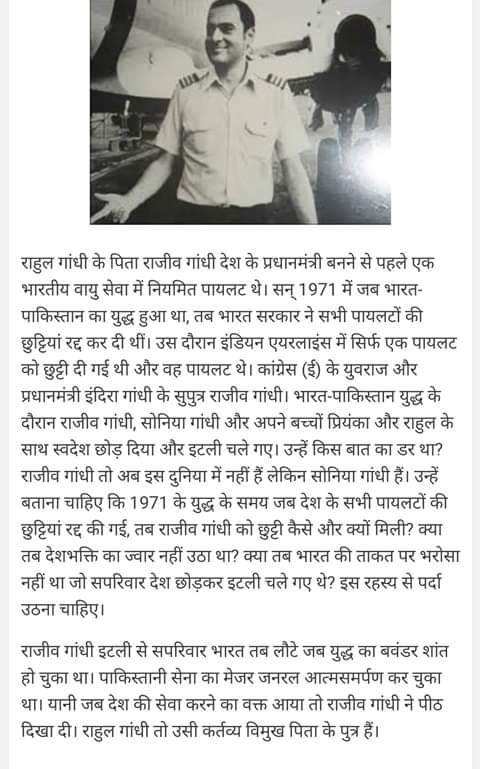 राहुल गांधी के पिता राजीव गांधी देश के प्रधानमंत्री बनने से पहले एक
भारतीय वायु सेवा में नियमित पायलट थे। सन् 1971 में जब भारत-
पाकिस्तान का युद्ध हुआ था, तब भारत सरकार ने सभी पायलटों की
छुट्टियां रद्द कर दी थीं। उस दौरान इंडियन एयरलाइंस में सिर्फ एक पायलट
को छुट्टी दी गई थी और वह पायलट थे। कांग्रेस (ई) के युवराज और
प्रधानमंत्री इंदिरा गांधी के सुपुत्र राजीव गांधी। भारत-पाकिस्तान युद्ध के
दौरान राजीव गांधी, सोनिया गांधी और अपने बच्चों प्रियंका और राहुल के
साथ स्वदेश छोड़ दिया और इटली चले गए। उन्हें किस बात का डर था?
राजीव गांधी तो अब इस दुनिया में नहीं हैं लेकिन सोनिया गांधी हैं। उन्हें
बताना चाहिए कि 1971 के युद्ध के समय जब देश के सभी पायलटों की
छुट्टियां रद्द की गई, तब राजीव गांधी को छुट्टी कैसे और क्यों मिली? क्या
तब देशभक्ति का ज्वार नहीं उठा था? क्या तब भारत की ताकत पर भरोसा
नहीं था जो सपरिवार देश छोड़कर इटली चले गए थे? इस रहस्य से पर्दा
उठना चाहिए।
राजीव गांधी इटली से सपरिवार भारत तब लौटे जब युद्ध का बवंडर शांत
हो चुका था। पाकिस्तानी सेना का मेजर जनरल आत्मसमर्पण कर चुका
था। यानी जब देश की सेवा करने का वक्त आया तो राजीव गांधी ने पीठ
दिखा दी। राहुल गांधी तो उसी कर्तव्य विमुख पिता के पुत्र हैं।